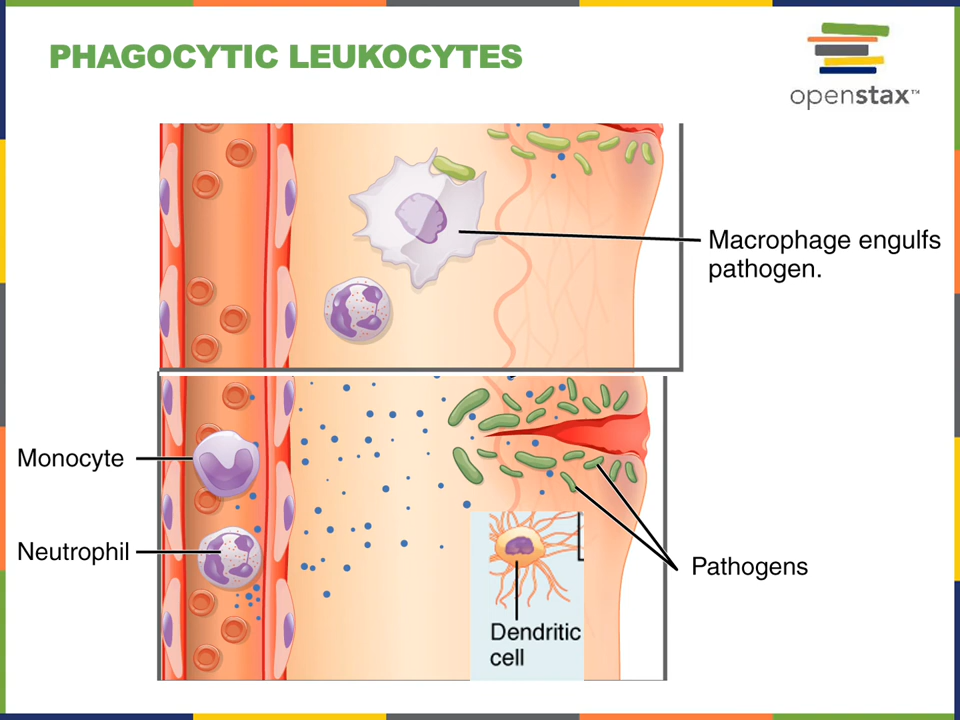 PHAGOCYTIC LEUKOCYTES
openstax™
Macrophage engulfs
pathogen.
Monocyte
Neutrophil
Pathogens
Dendritic
cell